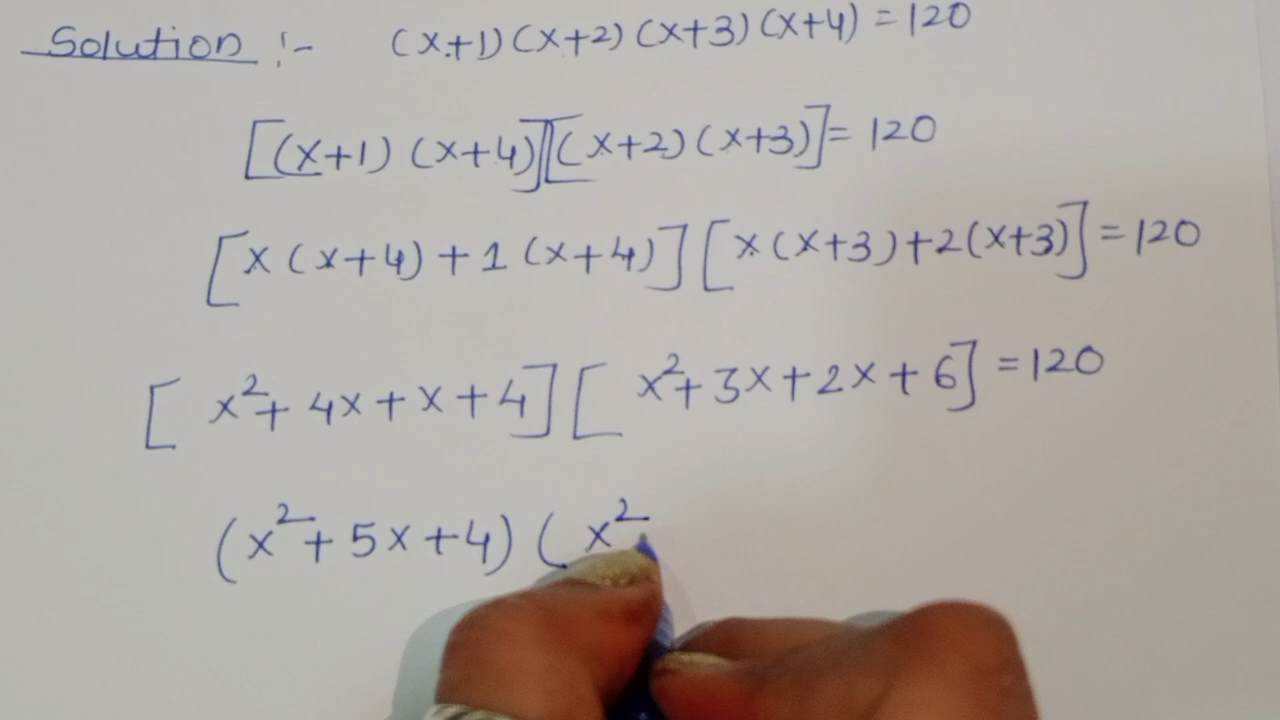 Solution :- (x+1)(x+2)(x+3)(x+4) = 120
[(x+1)(x+4)][(x+2)(x+3)] = 120
[x(x+4)+1(x+4)][x(x+3)+2(x+3)] = 120
[x²+4x+x+4][x²+3x+2x+6] = 120
(x²+5x+4)(x²